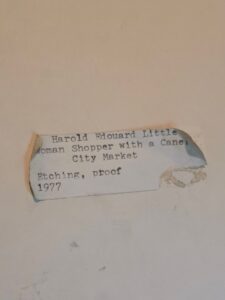 Harold Edouard Little
Woman Shopper with a Cane,
City Market
Etching, proof
1977